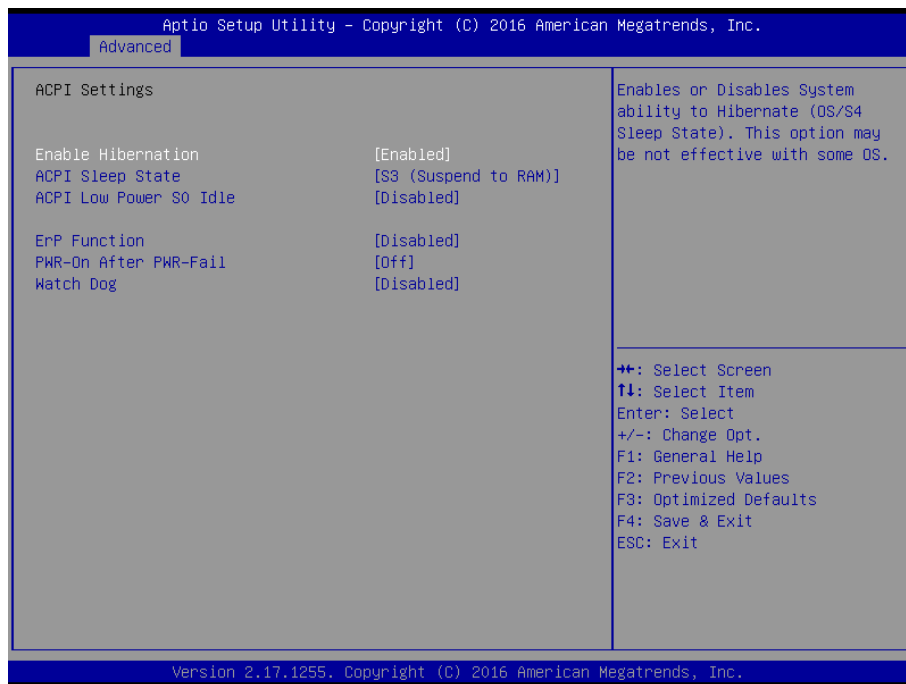 Aptio Setup Utility – Copyright (C) 2016 American Megatrends, Inc.
Advanced
ACPI Settings
Enable Hibernation [Enabled]
ACPI Sleep State [S3 (Suspend to RAM)]
ACPI Low Power S0 Idle [Disabled]
ErP Function [Disabled]
PWR-On After PWR-Fail [Off]
Watch Dog [Disabled]
Enables or Disables System
ability to Hibernate (OS/S4
Sleep State). This option may
be not effective with some OS.
→←: Select Screen
↑↓: Select Item
Enter: Select
+/-: Change Opt.
F1: General Help
F2: Previous Values
F3: Optimized Defaults
F4: Save & Exit
ESC: Exit
Version 2.17.1255. Copyright (C) 2016 American Megatrends, Inc.